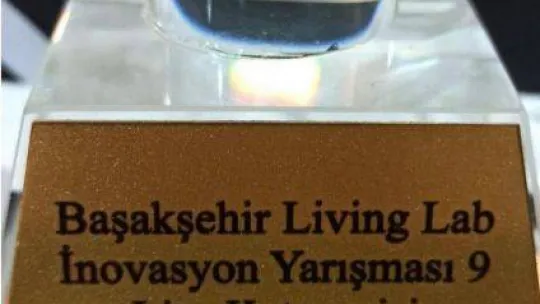 Başakşehir Living Lab
İnovasyon Yarışması 9